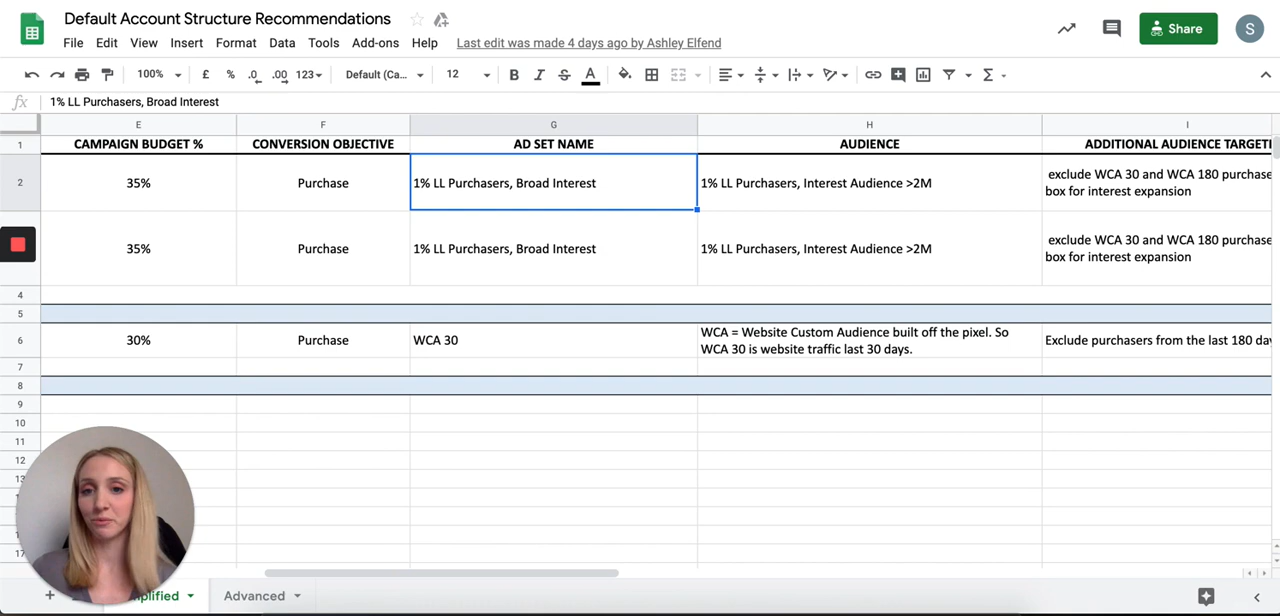 Default Account Structure Recommendations
File Edit View Insert Format Data Tools Add-ons Help Last edit was made 4 days ago by Ashley Elfend
Share
S
100% £ % .0 .00 123 Default (Ca... 12 B I S A Σ
fx 1% LL Purchasers, Broad Interest
E F G H I
1 CAMPAIGN BUDGET % CONVERSION OBJECTIVE AD SET NAME AUDIENCE ADDITIONAL AUDIENCE TARGETI
2 35% Purchase 1% LL Purchasers, Broad Interest 1% LL Purchasers, Interest Audience >2M exclude WCA 30 and WCA 180 purchase
box for interest expansion
35% Purchase 1% LL Purchasers, Broad Interest 1% LL Purchasers, Interest Audience >2M exclude WCA 30 and WCA 180 purchase
box for interest expansion
4
5
6 30% Purchase WCA 30 WCA = Website Custom Audience built off the pixel. So
WCA 30 is website traffic last 30 days.
Exclude purchasers from the last 180 da
7
8
9
10
11
12
13
17
plified Advanced